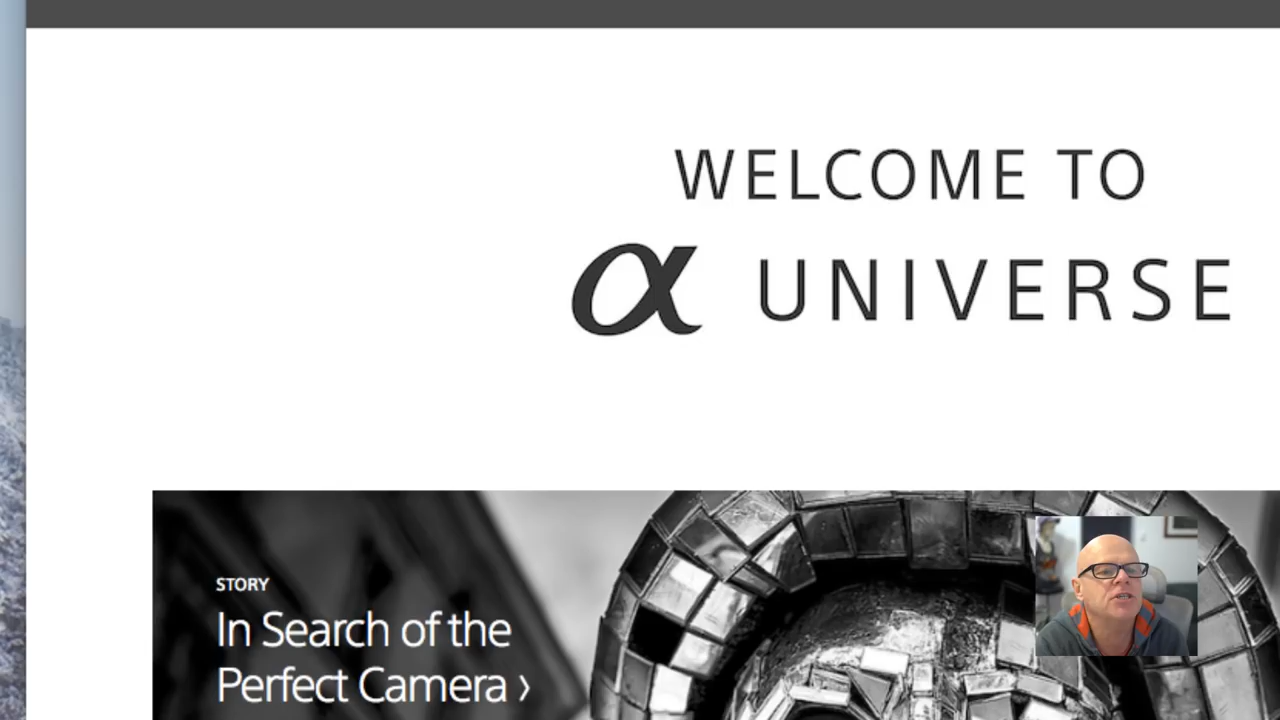 WELCOME TO
α UNIVERSE
STORY
In Search of the
Perfect Camera ›